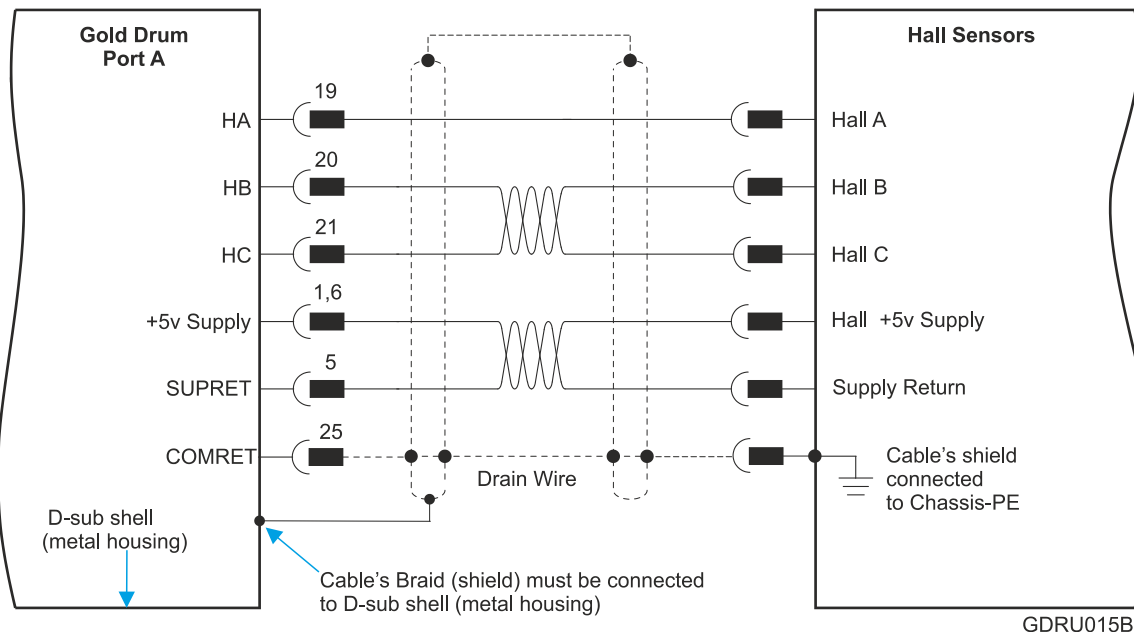 Gold Drum
Port A
Hall Sensors
19
HA
Hall A
20
HB
Hall B
21
HC
Hall C
1,6
+5v Supply
Hall +5v Supply
5
SUPRET
Supply Return
25
COMRET
Drain Wire
Cable's shield
connected
to Chassis-PE
D-sub shell
(metal housing)
Cable's Braid (shield) must be connected
to D-sub shell (metal housing)
GDRU015B